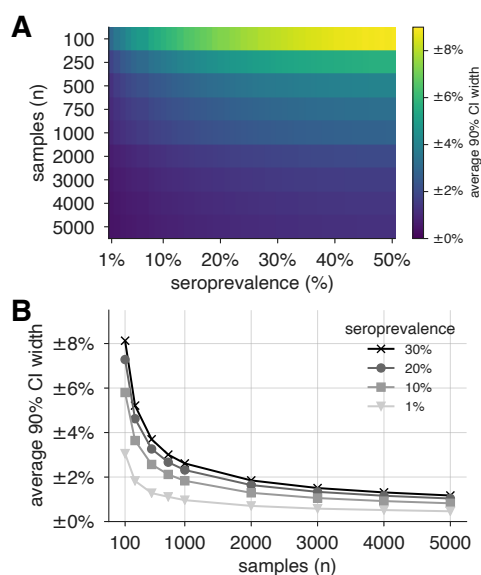 A
samples (n)
100
250
500
750
1000
2000
3000
4000
5000
1% 10% 20% 30% 40% 50%
seroprevalence (%)
±8%
±6%
±4%
±2%
±0%
average 90% CI width
B
average 90% CI width
±8%
±6%
±4%
±2%
±0%
seroprevalence
30%
20%
10%
1%
100 1000 2000 3000 4000 5000
samples (n)